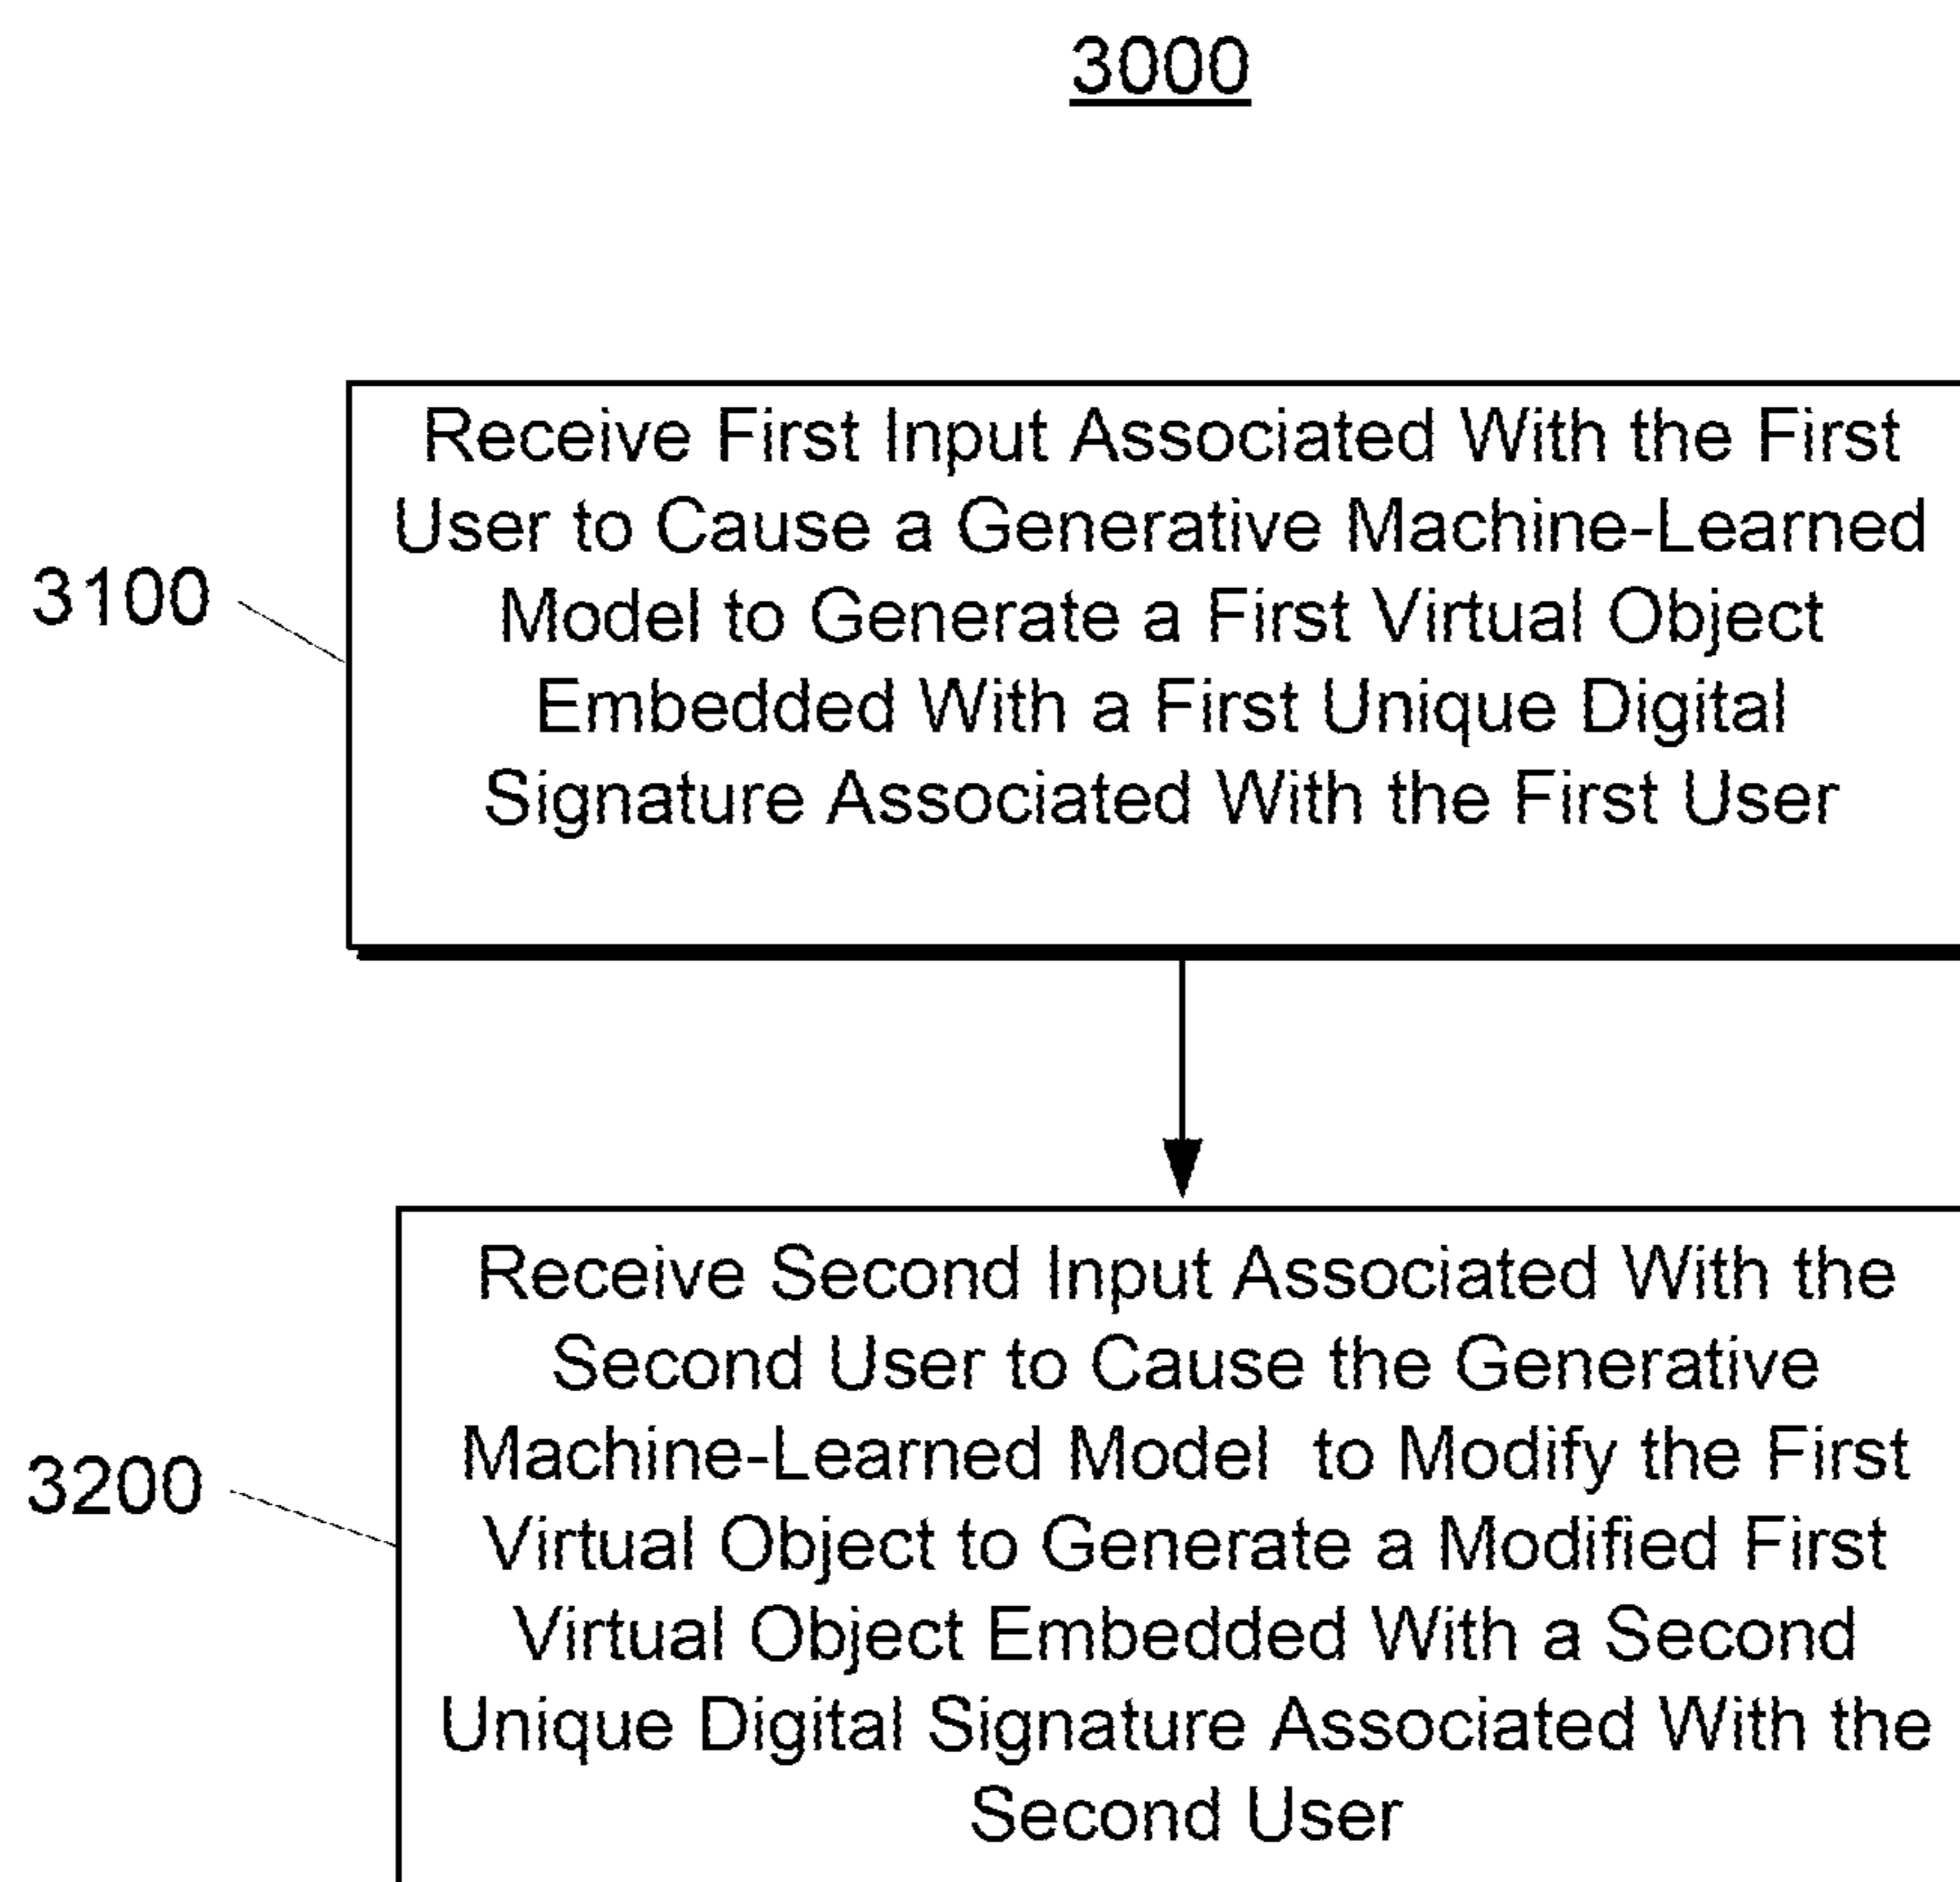 3000
Receive First Input Associated With the First
User to Cause a Generative Machine-Learned
Model to Generate a First Virtual Object
Embedded With a First Unique Digital
Signature Associated With the First User
3100
Receive Second Input Associated With the
Second User to Cause the Generative
Machine-Learned Model to Modify the First
Virtual Object to Generate a Modified First
Virtual Object Embedded With a Second
Unique Digital Signature Associated With the
Second User
3200